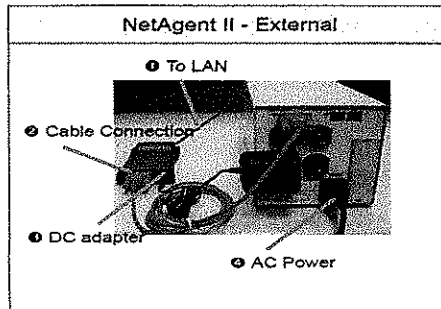 NetAgent II - External
❶ To LAN
❷ Cable Connection
❸ DC adapter
❹ AC Power